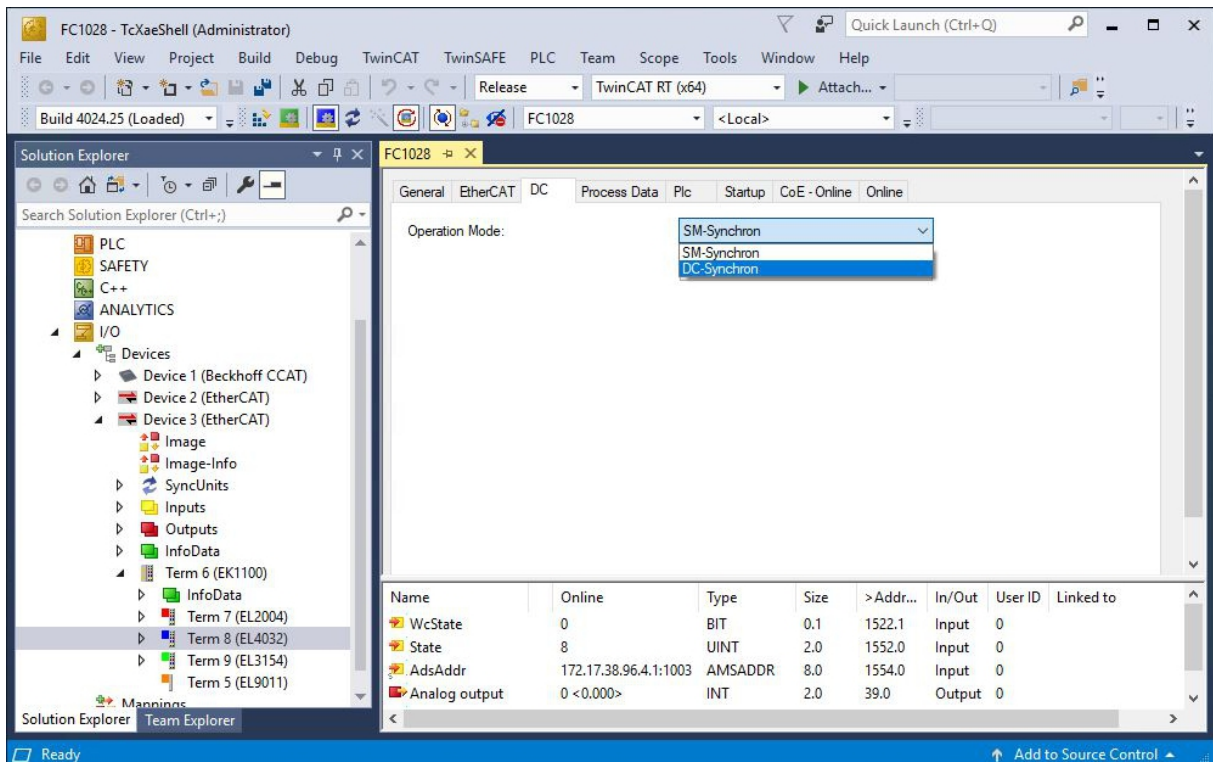 FC1028 - TcXaeShell (Administrator)
Quick Launch (Ctrl+Q)
File Edit View Project Build Debug TwinCAT TwinSAFE PLC Team Scope Tools Window Help
Release TwinCAT RT (x64) Attach...
Build 4024.25 (Loaded) FC1028 <Local>
Solution Explorer
Search Solution Explorer (Ctrl+;)
PLC
SAFETY
C++
ANALYTICS
I/O
Devices
Device 1 (Beckhoff CCAT)
Device 2 (EtherCAT)
Device 3 (EtherCAT)
Image
Image-Info
SyncUnits
Inputs
Outputs
InfoData
Term 6 (EK1100)
InfoData
Term 7 (EL2004)
Term 8 (EL4032)
Term 9 (EL3154)
Term 5 (EL9011)
Mappings
Solution Explorer Team Explorer
FC1028
General EtherCAT DC Process Data Plc Startup CoE - Online Online
Operation Mode: SM-Synchron
SM-Synchron
DC-Synchron
Name Online Type Size >Addr... In/Out User ID Linked to
WcState 0 BIT 0.1 1522.1 Input 0
State 8 UINT 2.0 1552.0 Input 0
AdsAddr 172.17.38.96.4.1:1003 AMSADDR 8.0 1554.0 Input 0
Analog output 0 <0.000> INT 2.0 39.0 Output 0
Ready Add to Source Control